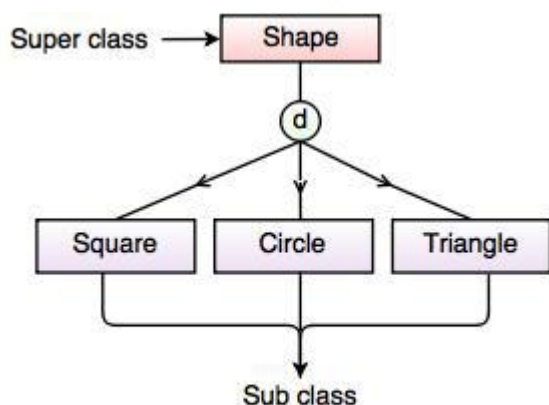 Super class
Shape
d
Square
Circle
Triangle
Sub class